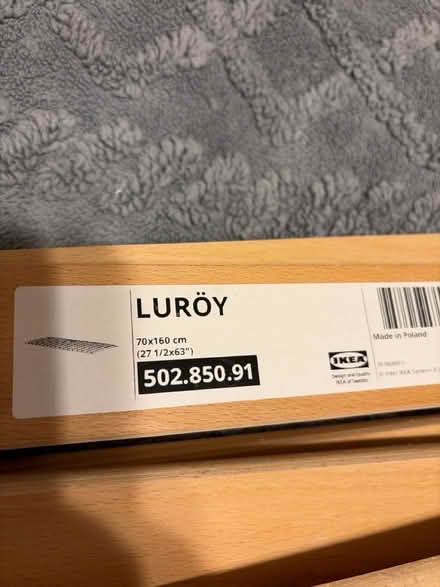 LURÖY
70x160 cm
(27 1/2x63")
502.850.91
IKEA
Design and Quality
IKEA of Sweden
Made in Poland